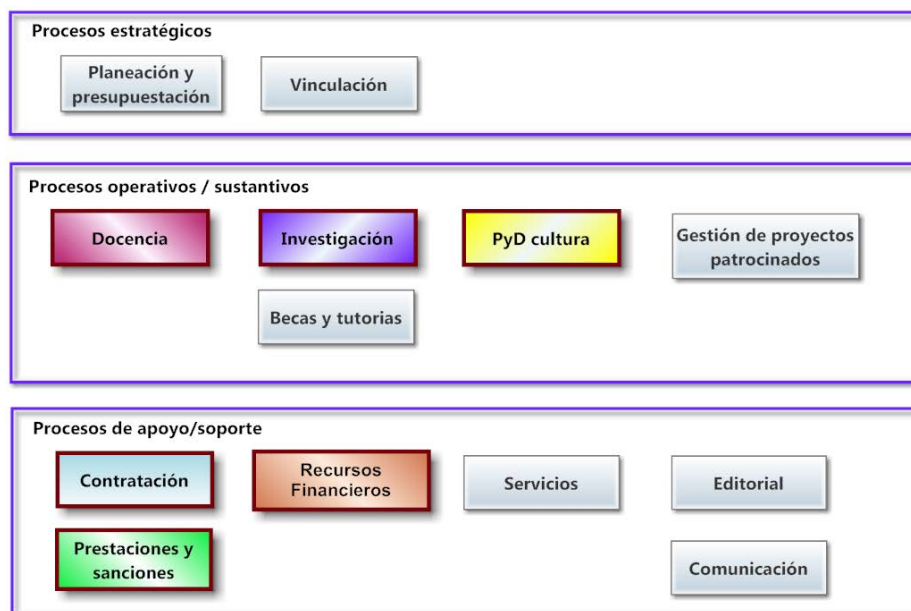 Procesos estratégicos
Planeación y
presupuestación
Vinculación
Procesos operativos / sustantivos
Docencia
Investigación
PyD cultura
Gestión de proyectos
patrocinados
Becas y tutorias
Procesos de apoyo/soporte
Contratación
Recursos
Financieros
Servicios
Editorial
Prestaciones y
sanciones
Comunicación